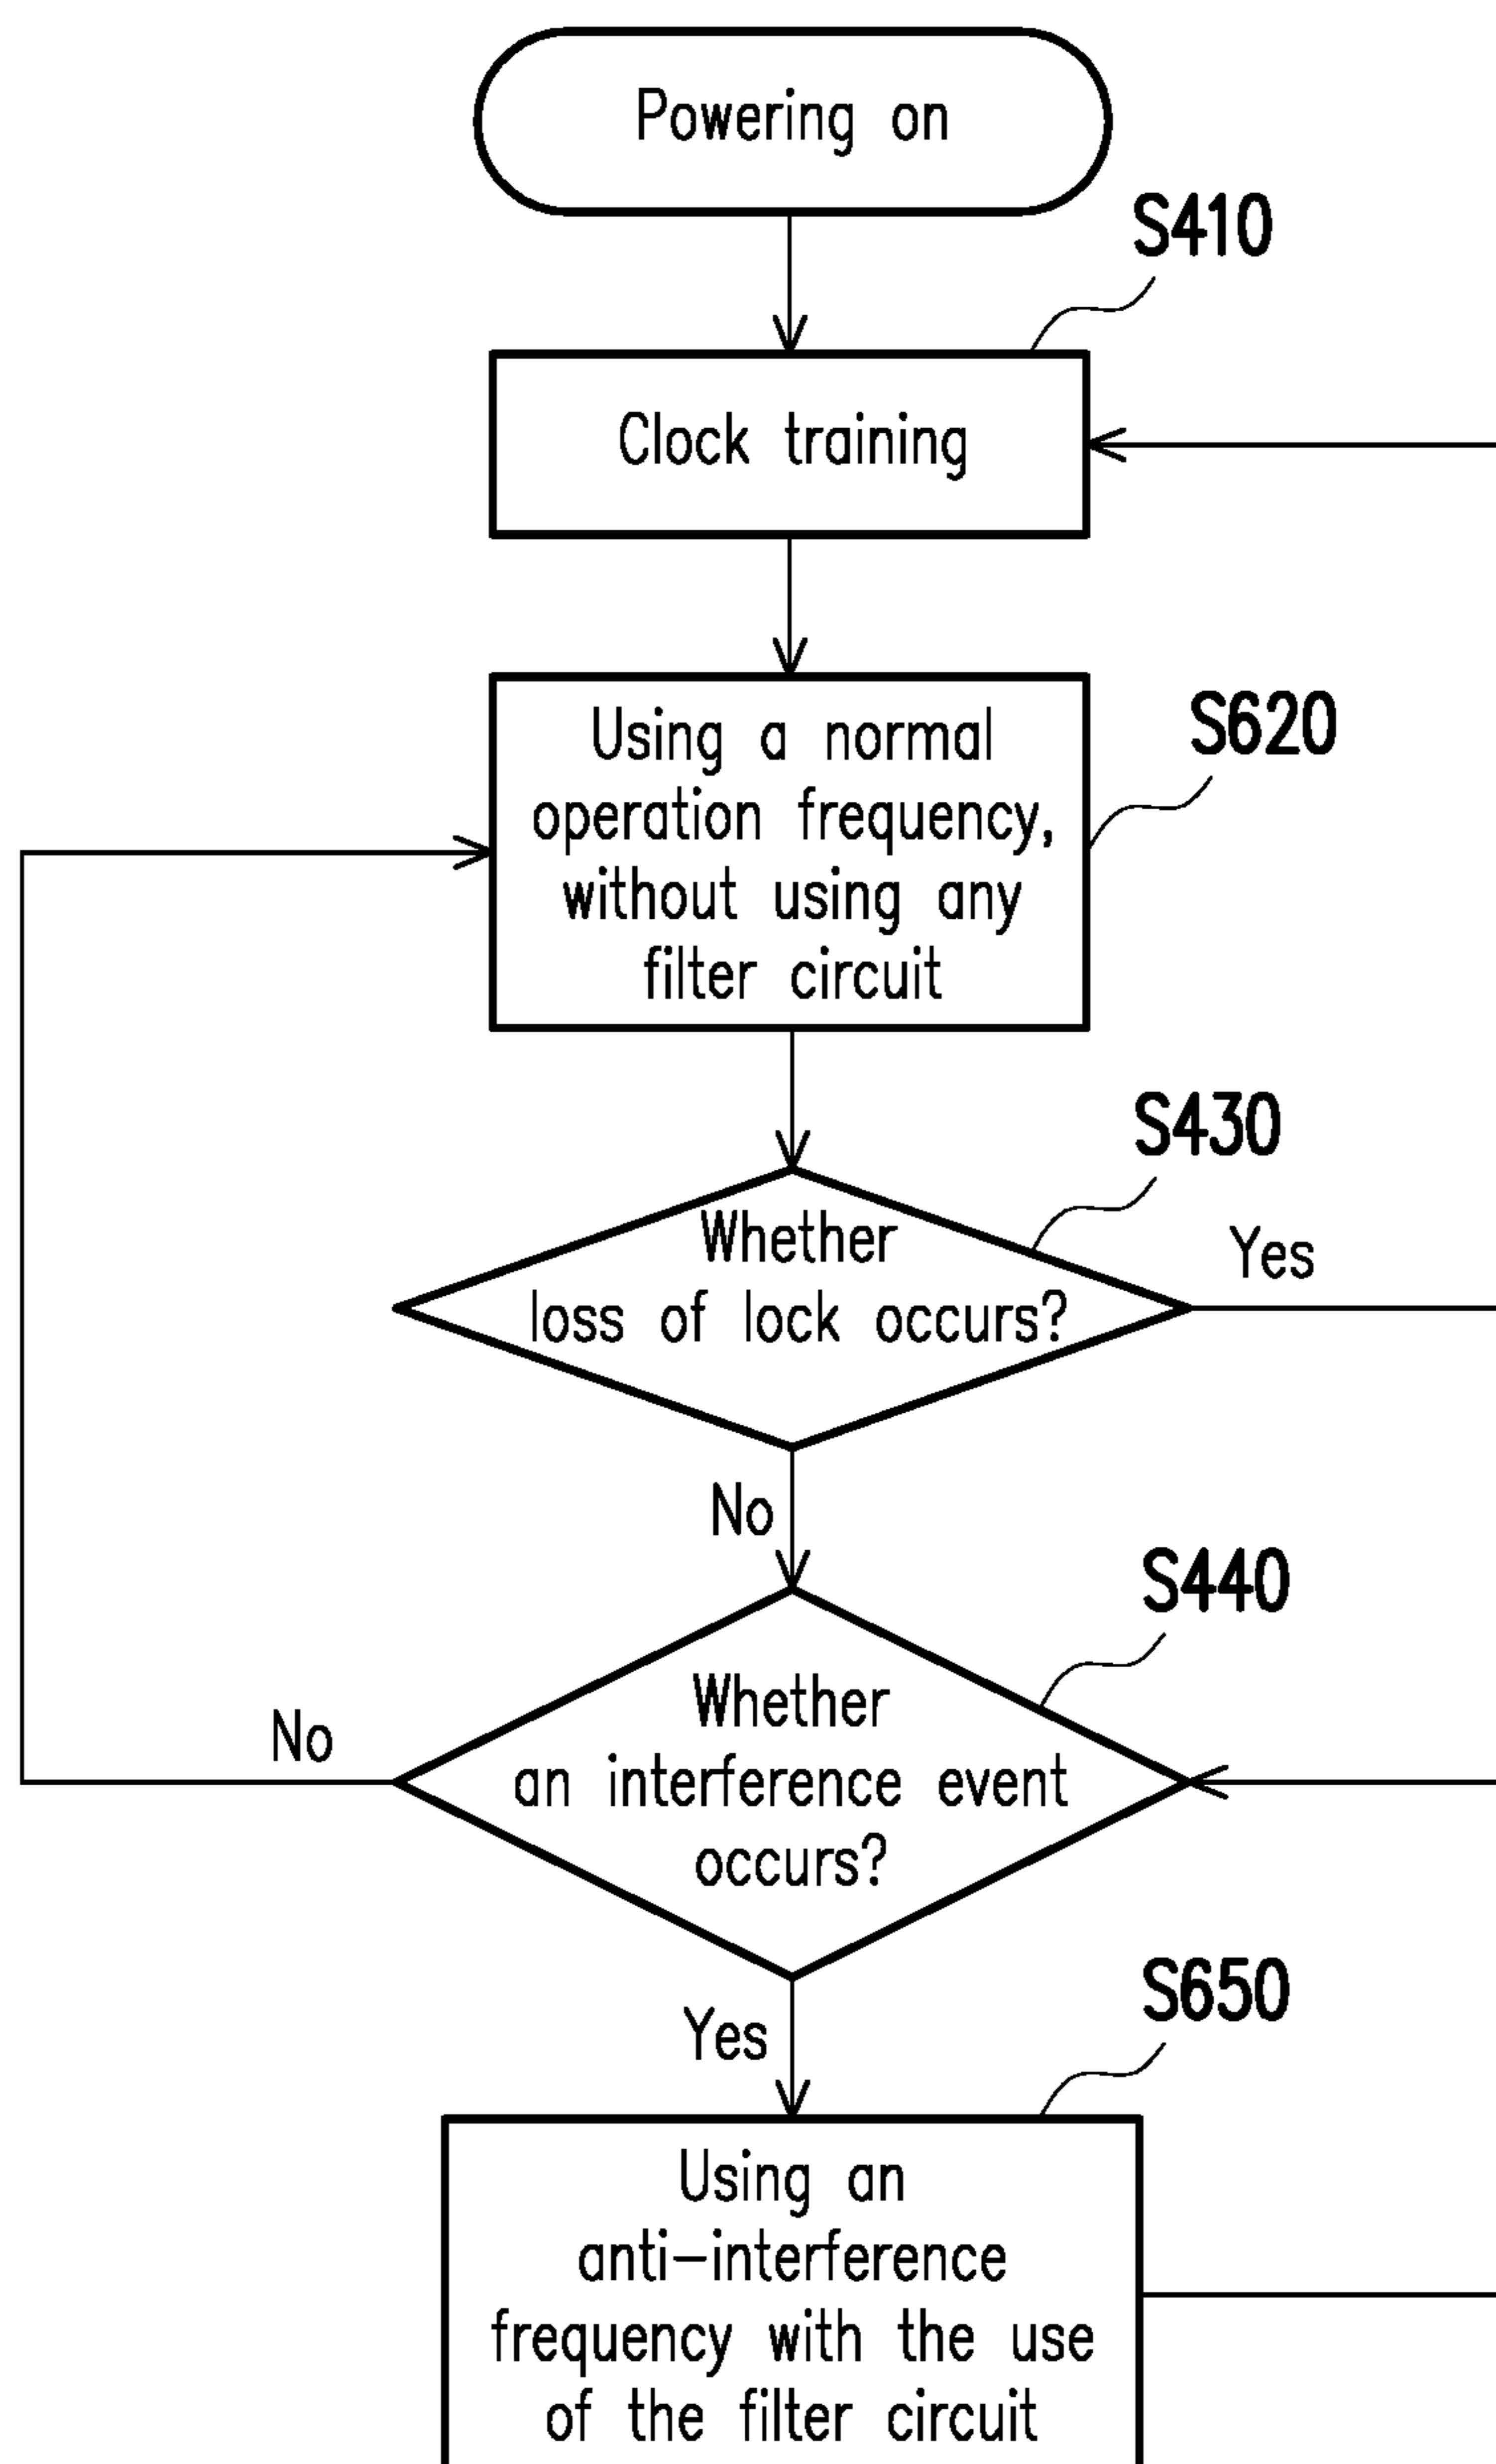 Powering on
S410
Clock training
S620
Using a normal
operation frequency,
without using any
filter circuit
S430
Whether
loss of lock occurs?
Yes
No
S440
Whether
an interference event
occurs?
No
Yes
S650
Using an
anti-interference
frequency with the use
of the filter circuit